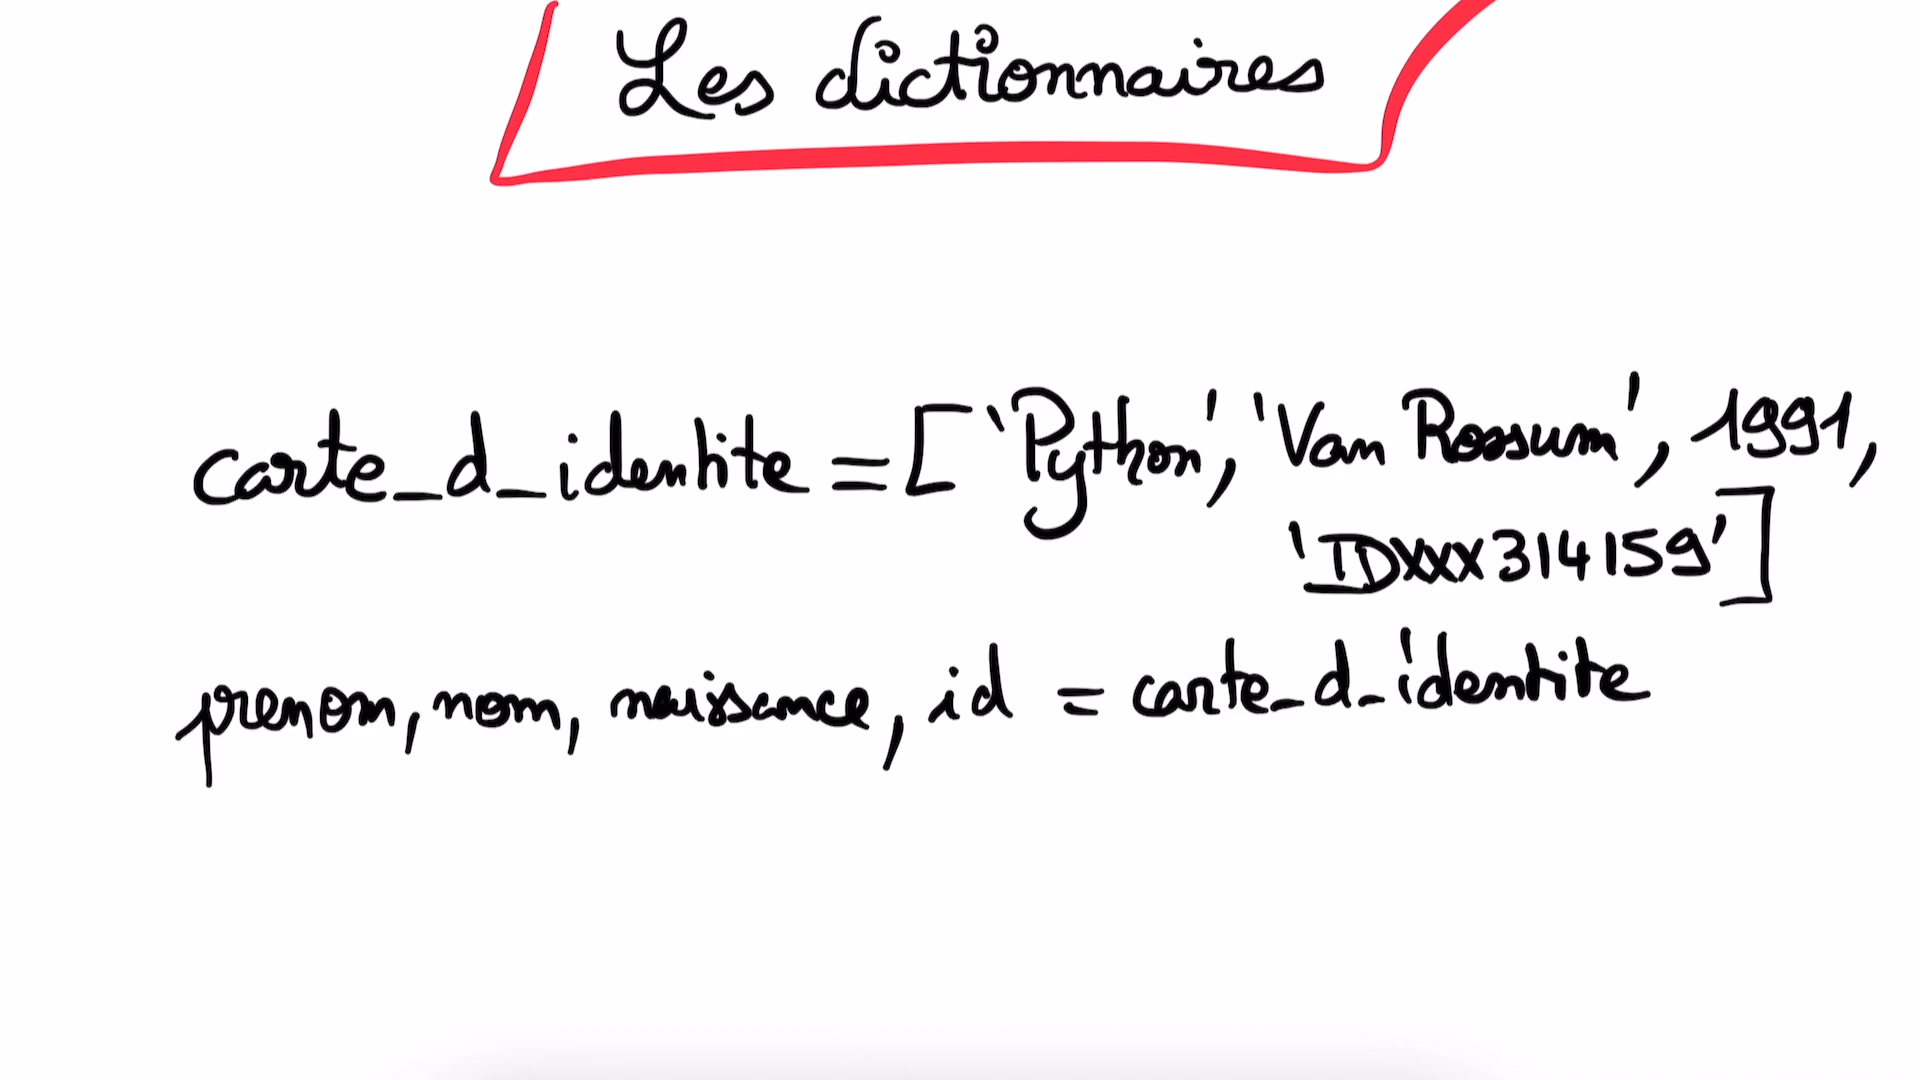 Les dictionnaires
carte_d_identite = ['Python', 'Van Rossum', 1991,
'IDXXX314159']
prenom, nom, naissance, id = carte_d_identite